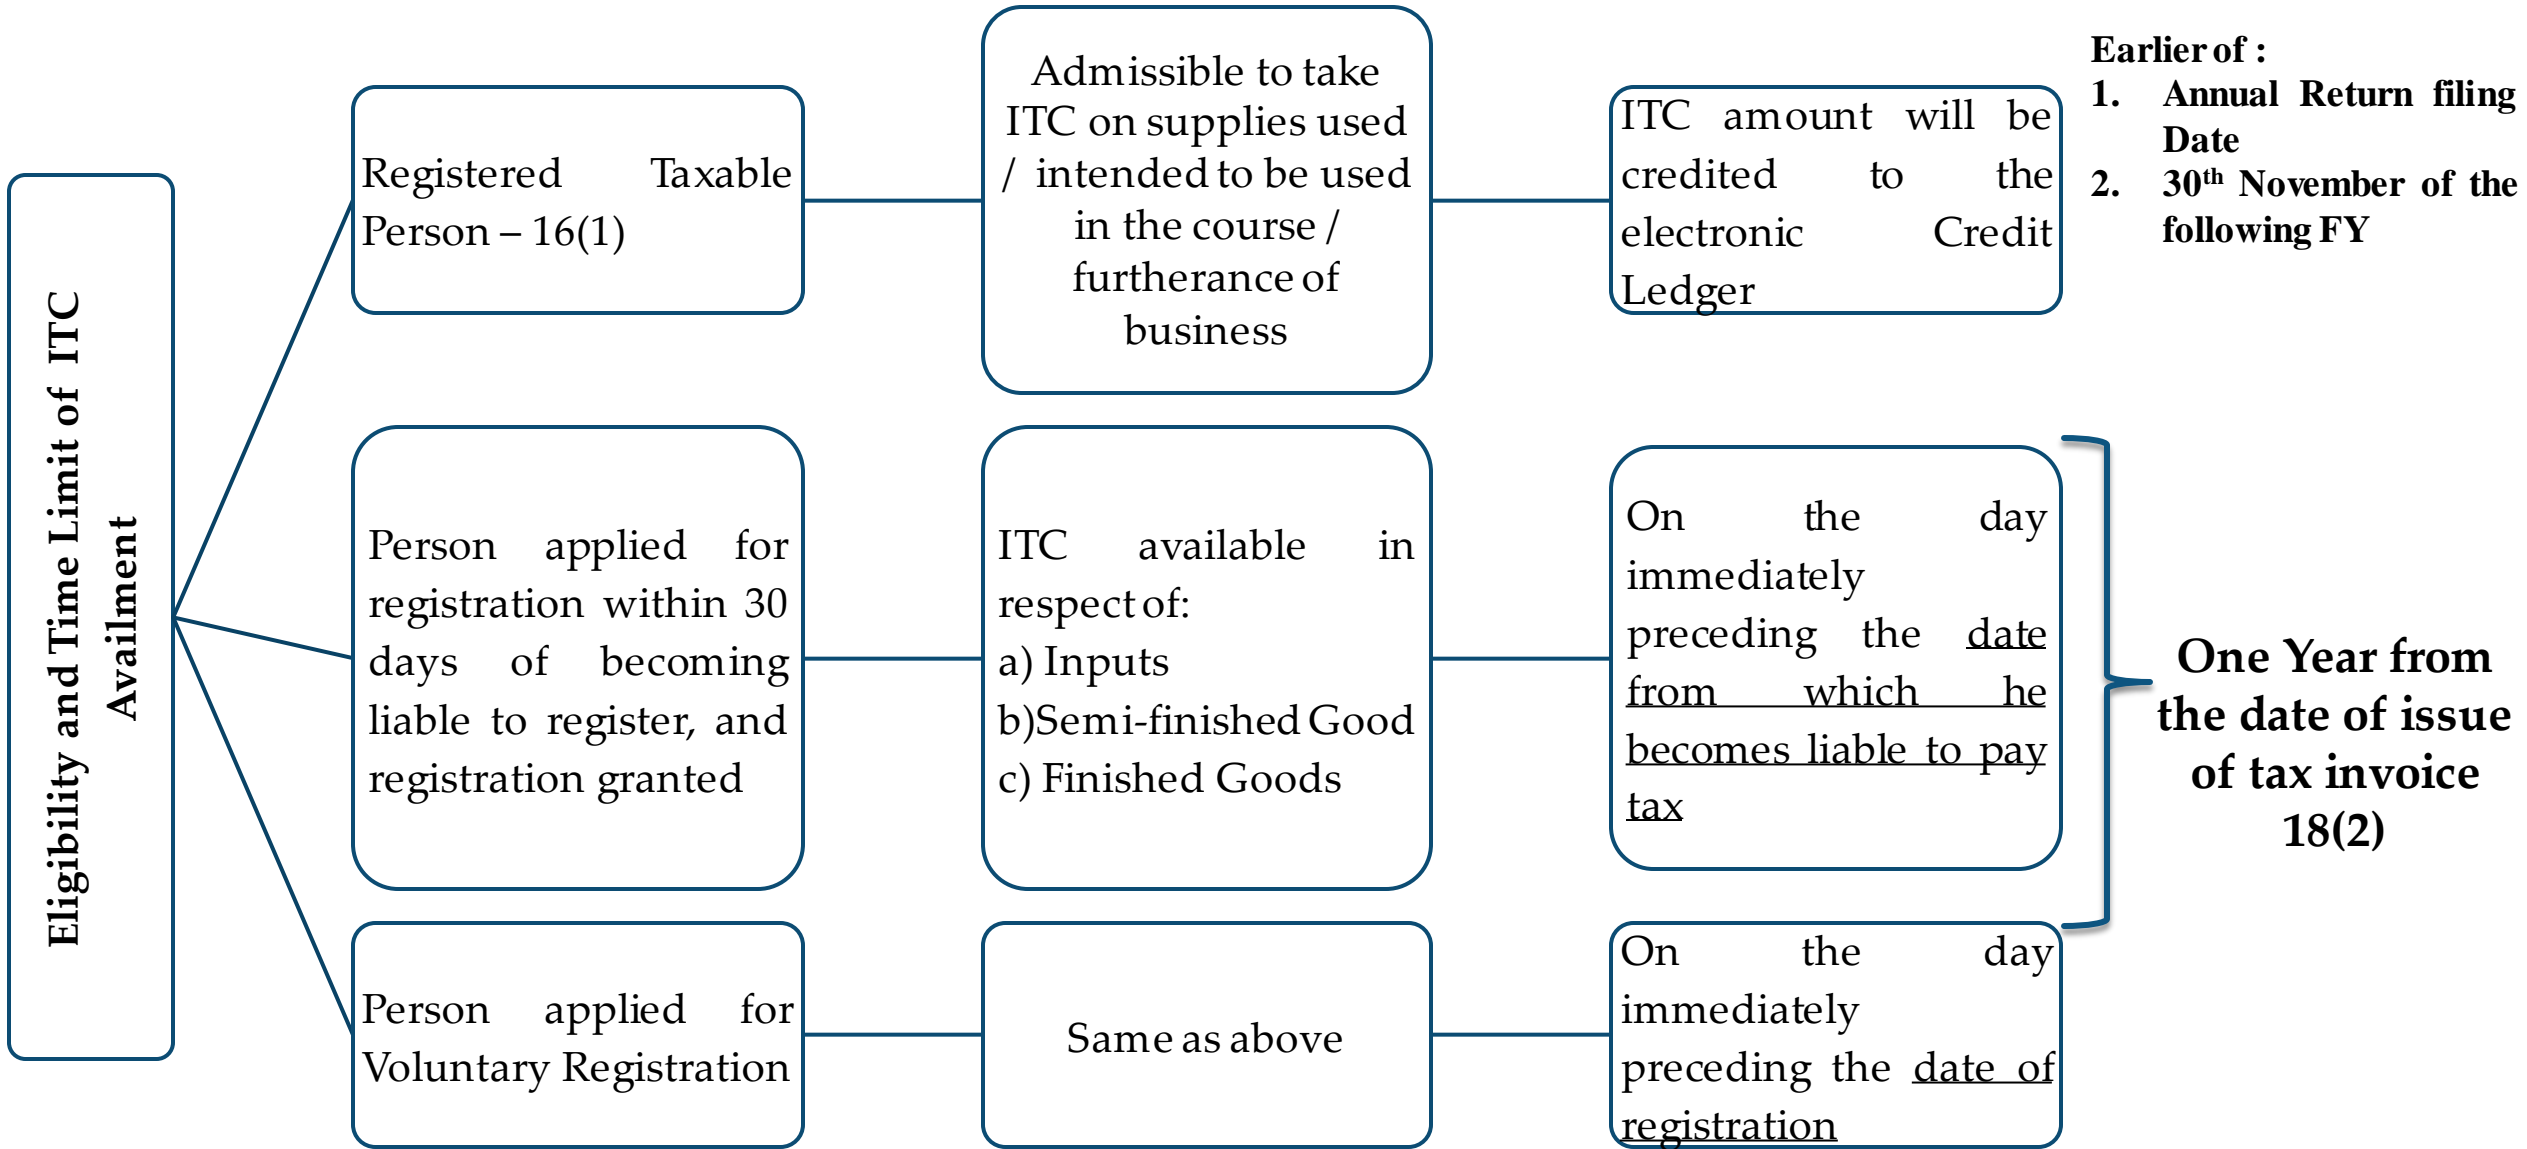 Eligibility and Time Limit of ITC
Availment
Registered Taxable
Person – 16(1)
Admissible to take
ITC on supplies used
/ intended to be used
in the course /
furtherance of
business
ITC amount will be
credited to the
electronic Credit
Ledger
Earlier of :
1. Annual Return filing
Date
2. 30th November of the
following FY
Person applied for
registration within 30
days of becoming
liable to register, and
registration granted
ITC available in
respect of:
a) Inputs
b)Semi-finished Good
c) Finished Goods
On the day
immediately
preceding the date
from which he
becomes liable to pay
tax
One Year from
the date of issue
of tax invoice
18(2)
Person applied for
Voluntary Registration
Same as above
On the day
immediately
preceding the date of
registration